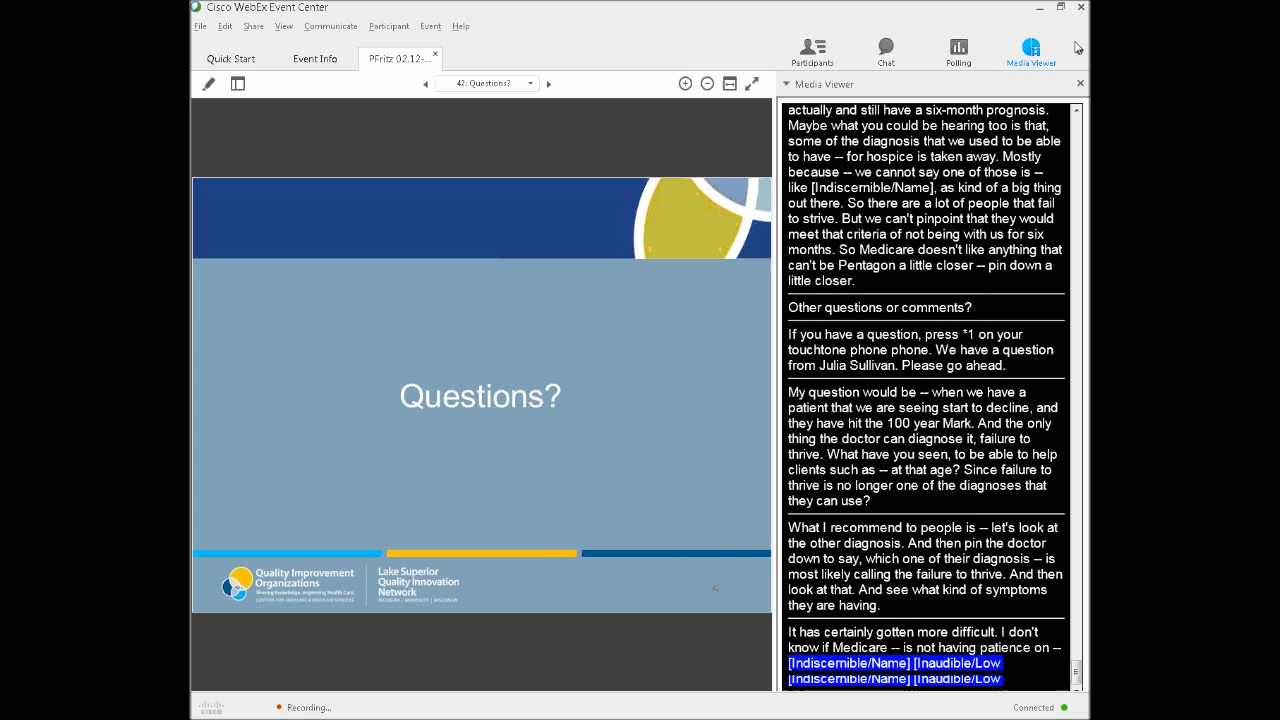 Cisco WebEx Event Center
File Edit Share View Communicate Participant Event Help
Quick Start Event Info PFritz 02.12-...
Participants Chat Polling Media Viewer
42: Questions?
Media Viewer
Questions?
Quality Improvement
Organizations
Sharing Knowledge. Improving Health Care.
CENTERS FOR MEDICARE & MEDICAID SERVICES
Lake Superior
Quality Innovation
Network
MICHIGAN | MINNESOTA | WISCONSIN
42
actually and still have a six-month prognosis.
Maybe what you could be hearing too is that,
some of the diagnosis that we used to be able
to have -- for hospice is taken away. Mostly
because -- we cannot say one of those is --
like [Indiscernible/Name], as kind of a big thing
out there. So there are a lot of people that fail
to strive. But we can't pinpoint that they would
meet that criteria of not being with us for six
months. So Medicare doesn't like anything that
can't be Pentagon a little closer -- pin down a
little closer.
Other questions or comments?
If you have a question, press *1 on your
touchtone phone phone. We have a question
from Julia Sullivan. Please go ahead.
My question would be -- when we have a
patient that we are seeing start to decline, and
they have hit the 100 year Mark. And the only
thing the doctor can diagnose it, failure to
thrive. What have you seen, to be able to help
clients such as -- at that age? Since failure to
thrive is no longer one of the diagnoses that
they can use?
What I recommend to people is -- let's look at
the other diagnosis. And then pin the doctor
down to say, which one of their diagnosis -- is
most likely calling the failure to thrive. And then
look at that. And see what kind of symptoms
they are having.
It has certainly gotten more difficult. I don't
know if Medicare -- is not having patience on --
[Indiscernible/Name] [Inaudible/Low
[Indiscernible/Name] [Inaudible/Low
cisco
Recording...
Connected